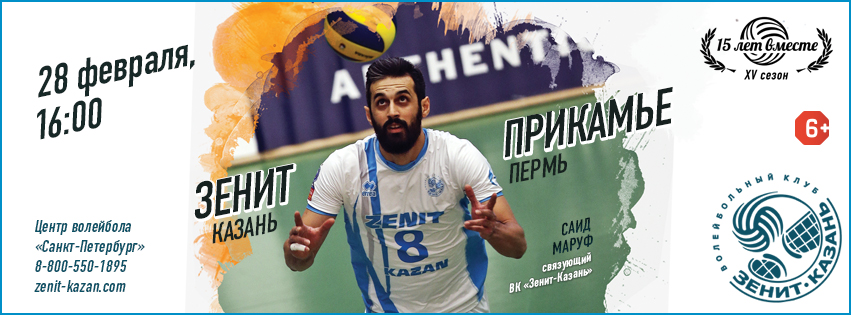 28 февраля,
16:00
AUTHENTI
15 лет вместе
XV сезон
6+
ЗЕНИТ
КАЗАНЬ
ПРИКАМЬЕ
ПЕРМЬ
ZENIT
8
KAZAN
САИД
МАРУФ
связующий
ВК «Зенит-Казань»
Центр волейбола
«Санкт-Петербург»
8-800-550-1895
zenit-kazan.com
ВОЛЕЙБОЛЬНЫЙ КЛУБ
ЗЕНИТ·КАЗАНЬ